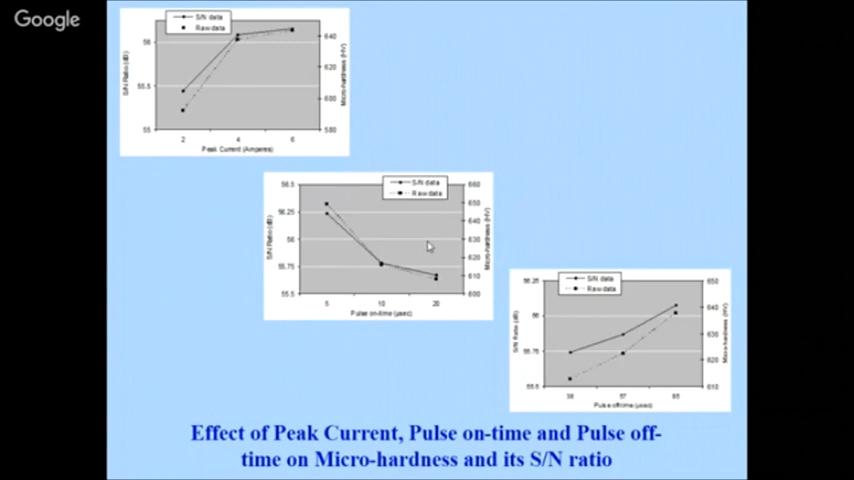 Google
S/N data
Raw data
56
55.5
55
S/N Ratio (dB)
640
620
600
580
Micro-hardness (HV)
2 4 6
Peak Current (Amperes)
S/N data
Raw data
56.5
56.25
56
55.75
55.5
S/N Ratio (dB)
660
650
640
630
620
610
600
Micro-hardness (HV)
5 10 20
Pulse on-time (µsec)
S/N data
Raw data
56.25
56
55.75
55.5
S/N Ratio (dB)
650
640
630
620
610
Micro-hardness (HV)
38 57 85
Pulse off-time (µsec)
Effect of Peak Current, Pulse on-time and Pulse off-
time on Micro-hardness and its S/N ratio